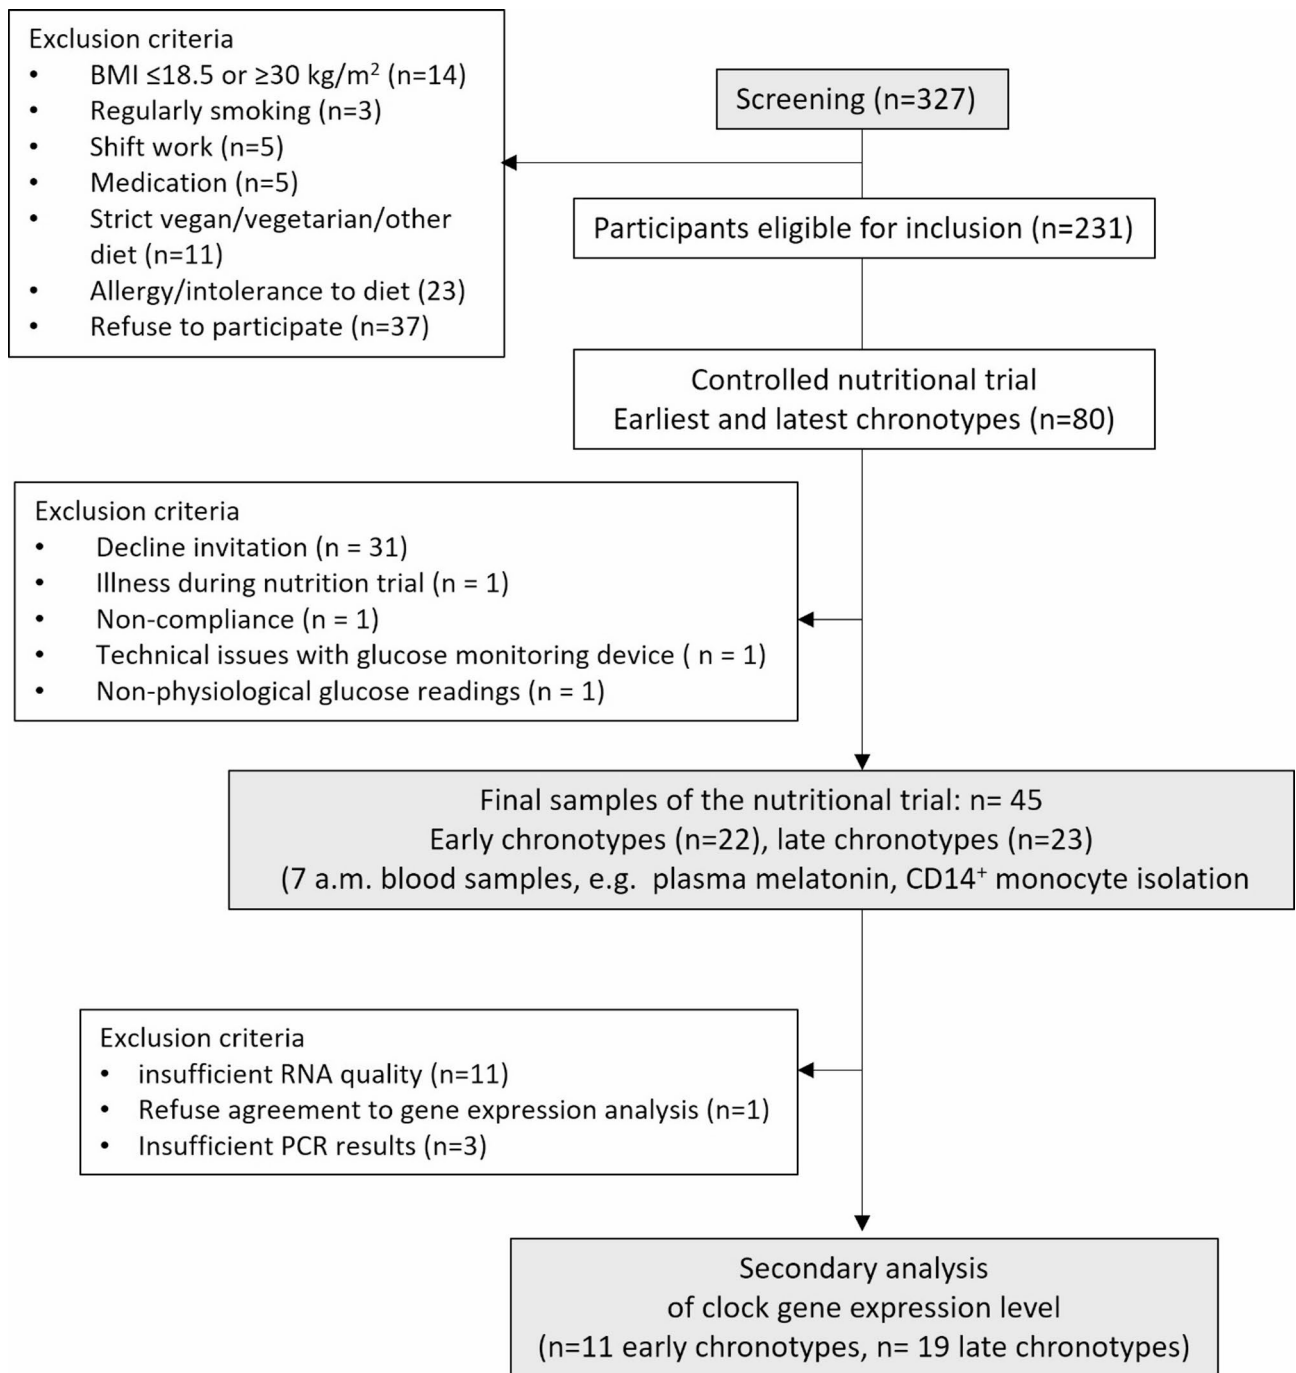 Exclusion criteria
• BMI ≤18.5 or ≥30 kg/m² (n=14)
• Regularly smoking (n=3)
• Shift work (n=5)
• Medication (n=5)
• Strict vegan/vegetarian/other
diet (n=11)
• Allergy/intolerance to diet (23)
• Refuse to participate (n=37)
Screening (n=327)
Participants eligible for inclusion (n=231)
Controlled nutritional trial
Earliest and latest chronotypes (n=80)
Exclusion criteria
• Decline invitation (n = 31)
• Illness during nutrition trial (n = 1)
• Non-compliance (n = 1)
• Technical issues with glucose monitoring device ( n = 1)
• Non-physiological glucose readings (n = 1)
Final samples of the nutritional trial: n= 45
Early chronotypes (n=22), late chronotypes (n=23)
(7 a.m. blood samples, e.g. plasma melatonin, CD14⁺ monocyte isolation
Exclusion criteria
• insufficient RNA quality (n=11)
• Refuse agreement to gene expression analysis (n=1)
• Insufficient PCR results (n=3)
Secondary analysis
of clock gene expression level
(n=11 early chronotypes, n= 19 late chronotypes)